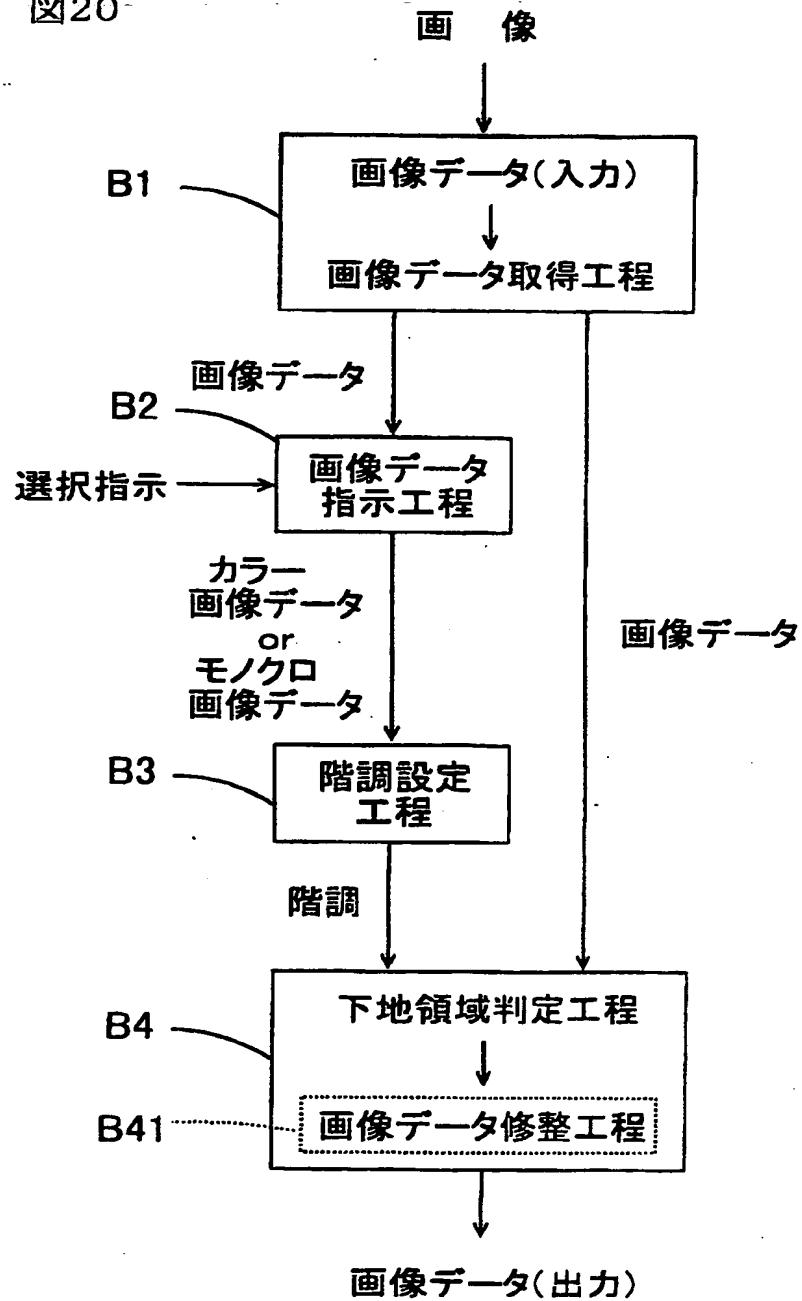 図20
画 像
B1
画像データ(入力)
画像データ取得工程
画像データ
B2
選択指示
画像データ
指示工程
カラー
画像データ
or
モノクロ
画像データ
画像データ
B3
階調設定
工程
階調
B4
下地領域判定工程
B41
画像データ修整工程
画像データ(出力)